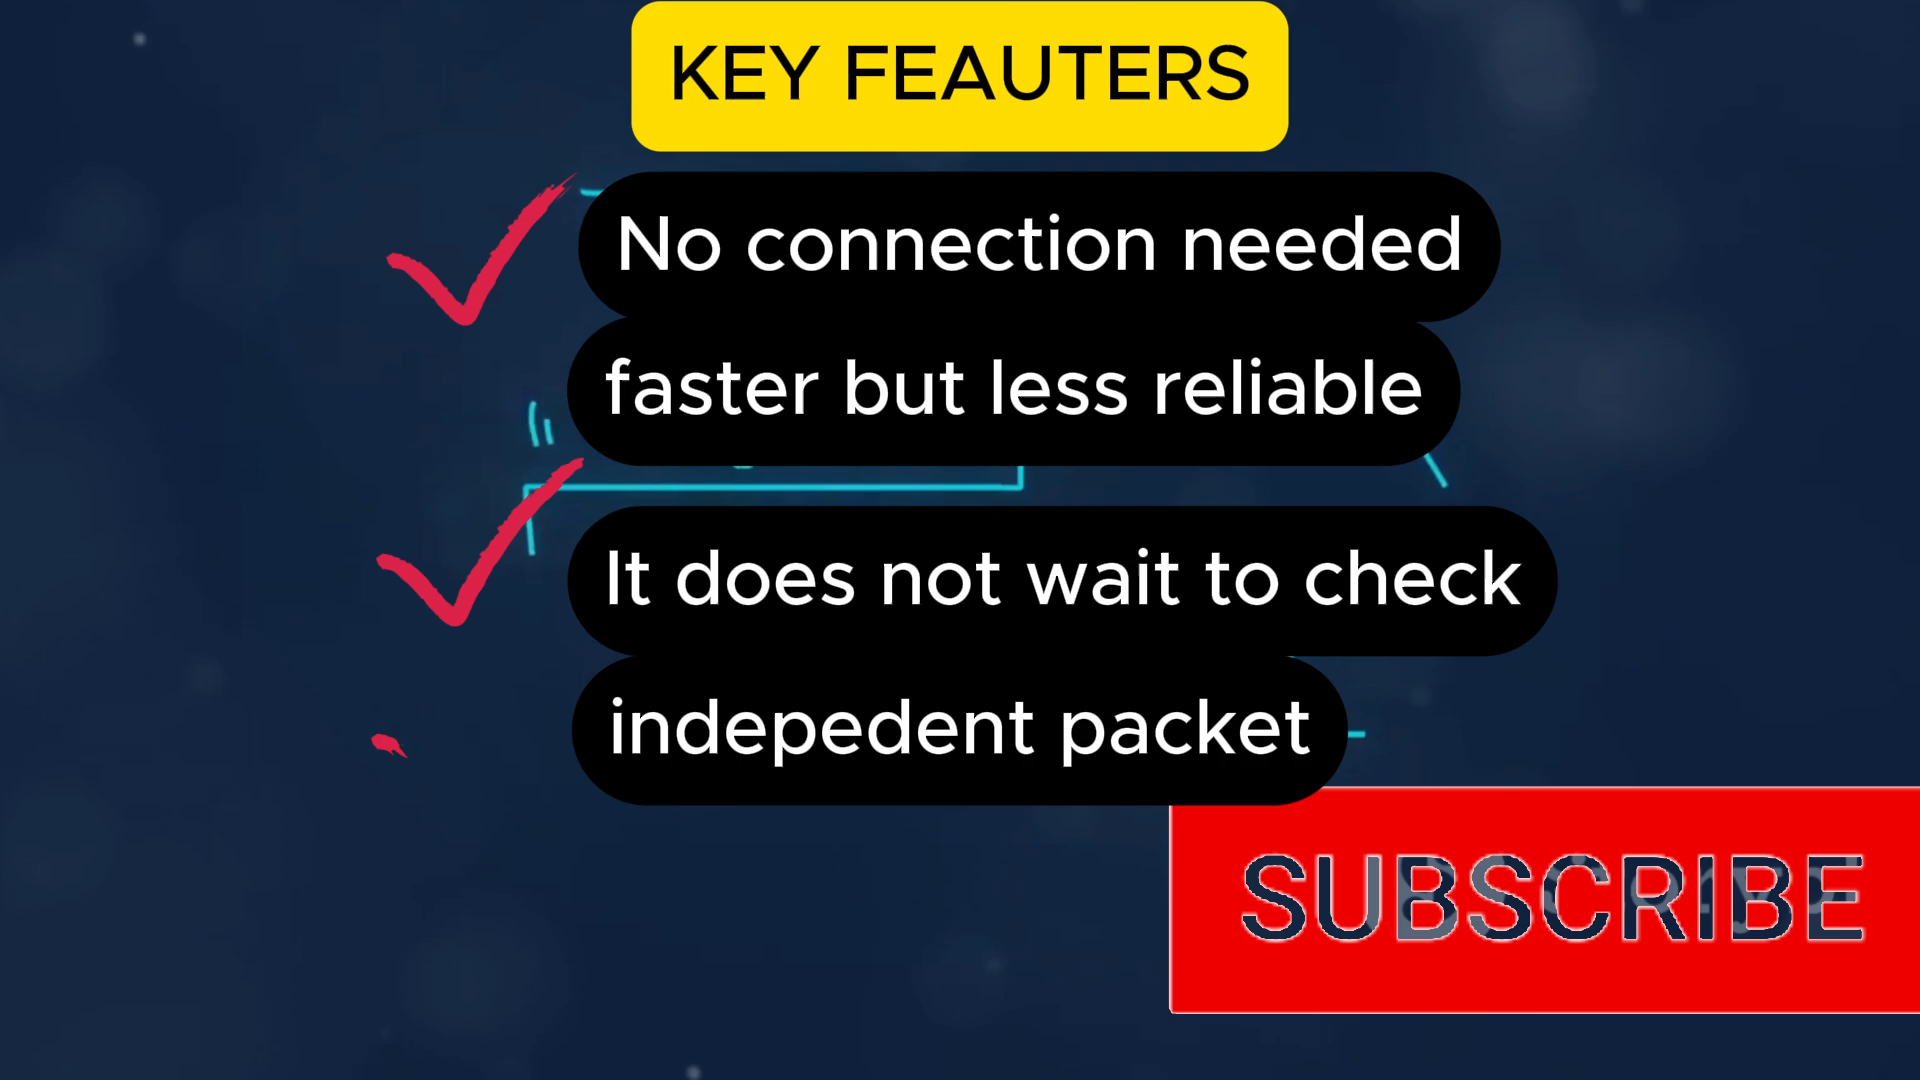 KEY FEAUTERS
No connection needed
faster but less reliable
It does not wait to check
indepedent packet
SUBSCRIBE